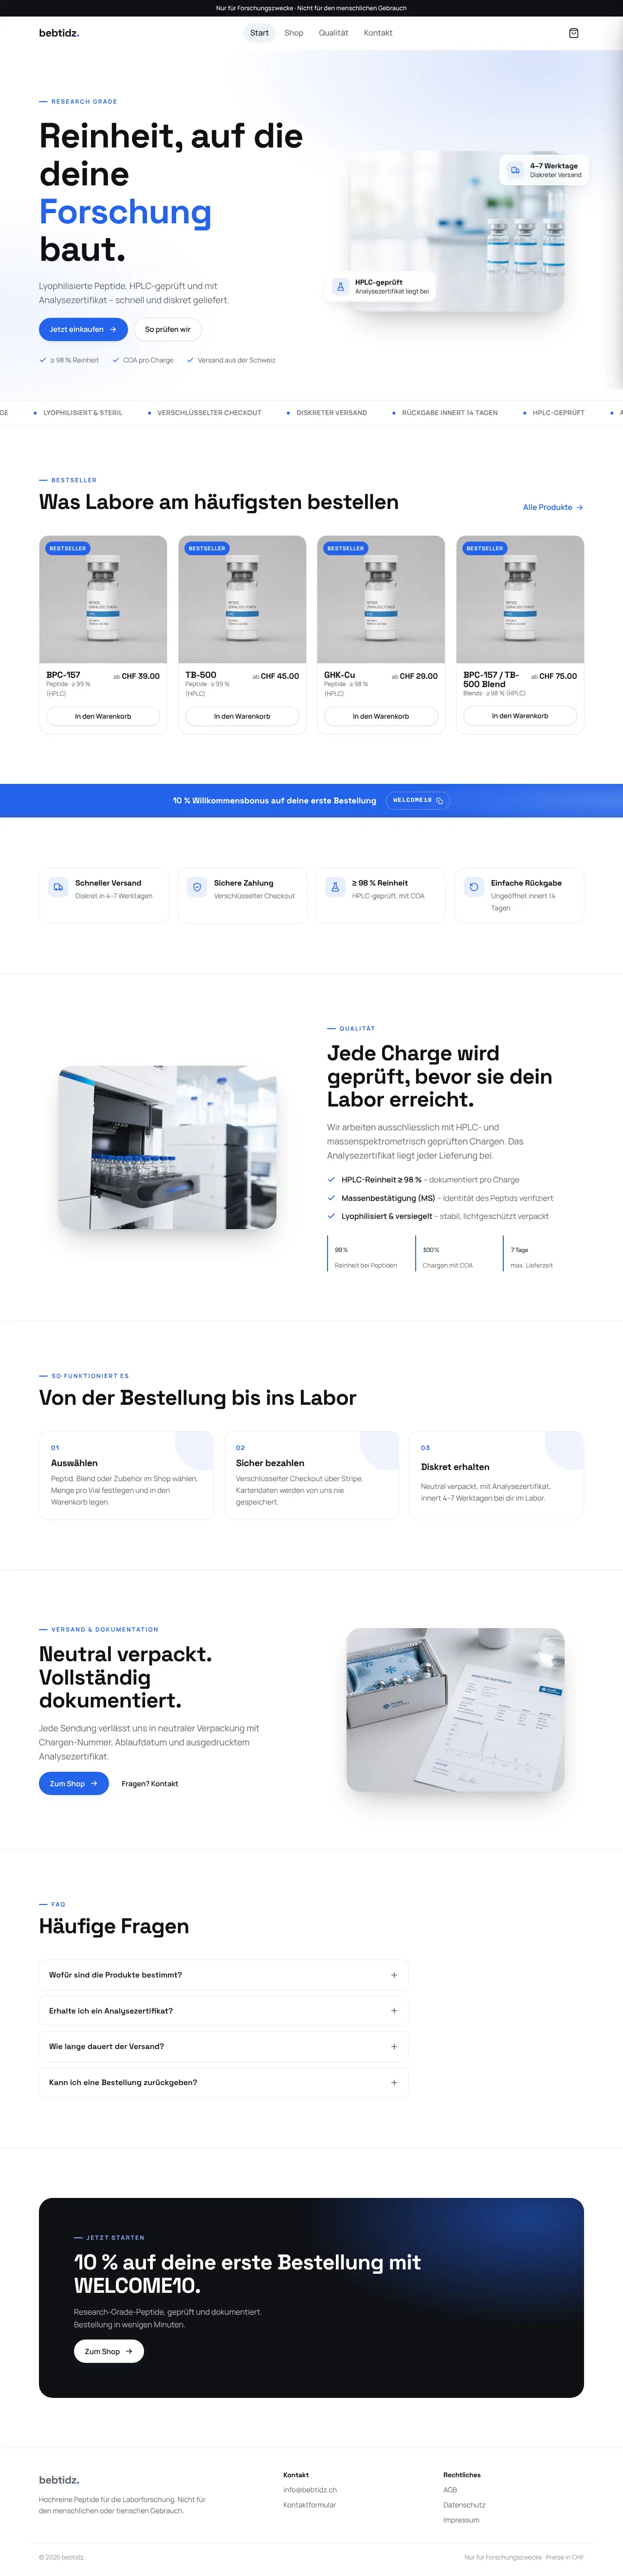 Nur für Forschungszwecke · Nicht für den menschlichen Gebrauch
bebtidz.
Start
Shop
Qualität
Kontakt
RESEARCH GRADE
Reinheit, auf die
deine
Forschung
baut.
Lyophilisierte Peptide, HPLC-geprüft und mit
Analysezertifikat – schnell und diskret geliefert.
Jetzt einkaufen →
So prüfen wir
≥ 98 % Reinheit
COA pro Charge
Versand aus der Schweiz
4–7 Werktage
Diskreter Versand
HPLC-geprüft
Analysezertifikat liegt bei
GE • LYOPHILISIERT & STERIL • VERSCHLÜSSELTER CHECKOUT • DISKRETER VERSAND • RÜCKGABE INNERT 14 TAGEN • HPLC-GEPRÜFT • A
BESTSELLER
Was Labore am häufigsten bestellen
Alle Produkte →
BESTSELLER
BPC-157
ab CHF 39.00
Peptide · ≥ 99 %
(HPLC)
In den Warenkorb
BESTSELLER
TB-500
ab CHF 45.00
Peptide · ≥ 99 %
(HPLC)
In den Warenkorb
BESTSELLER
GHK-Cu
ab CHF 29.00
Peptide · ≥ 98 %
(HPLC)
In den Warenkorb
BESTSELLER
BPC-157 / TB-
500 Blend
ab CHF 75.00
Blends · ≥ 98 % (HPLC)
In den Warenkorb
10 % Willkommensbonus auf deine erste Bestellung
WELCOME10
Schneller Versand
Diskret in 4–7 Werktagen
Sichere Zahlung
Verschlüsselter Checkout
≥ 98 % Reinheit
HPLC-geprüft, mit COA
Einfache Rückgabe
Ungeöffnet innert 14
Tagen
QUALITÄT
Jede Charge wird
geprüft, bevor sie dein
Labor erreicht.
Wir arbeiten ausschliesslich mit HPLC- und
massenspektrometrisch geprüften Chargen. Das
Analysezertifikat liegt jeder Lieferung bei.
HPLC-Reinheit ≥ 98 % – dokumentiert pro Charge
Massenbestätigung (MS) – Identität des Peptids verifiziert
Lyophilisiert & versiegelt – stabil, lichtgeschützt verpackt
99 %
Reinheit bei Peptiden
100 %
Chargen mit COA
7 Tage
max. Lieferzeit
SO FUNKTIONIERT ES
Von der Bestellung bis ins Labor
01
Auswählen
Peptid, Blend oder Zubehör im Shop wählen,
Menge pro Vial festlegen und in den
Warenkorb legen.
02
Sicher bezahlen
Verschlüsselter Checkout über Stripe.
Kartendaten werden von uns nie
gespeichert.
03
Diskret erhalten
Neutral verpackt, mit Analysezertifikat,
innert 4–7 Werktagen bei dir im Labor.
VERSAND & DOKUMENTATION
Neutral verpackt.
Vollständig
dokumentiert.
Jede Sendung verlässt uns in neutraler Verpackung mit
Chargen-Nummer, Ablaufdatum und ausgedrucktem
Analysezertifikat.
Zum Shop →
Fragen? Kontakt
FAQ
Häufige Fragen
Wofür sind die Produkte bestimmt?
Erhalte ich ein Analysezertifikat?
Wie lange dauert der Versand?
Kann ich eine Bestellung zurückgeben?
JETZT STARTEN
10 % auf deine erste Bestellung mit
WELCOME10.
Research-Grade-Peptide, geprüft und dokumentiert.
Bestellung in wenigen Minuten.
Zum Shop →
bebtidz.
Hochreine Peptide für die Laborforschung. Nicht für
den menschlichen oder tierischen Gebrauch.
Kontakt
info@bebtidz.ch
Kontaktformular
Rechtliches
AGB
Datenschutz
Impressum
© 2026 bebtidz.
Nur für Forschungszwecke · Preise in CHF